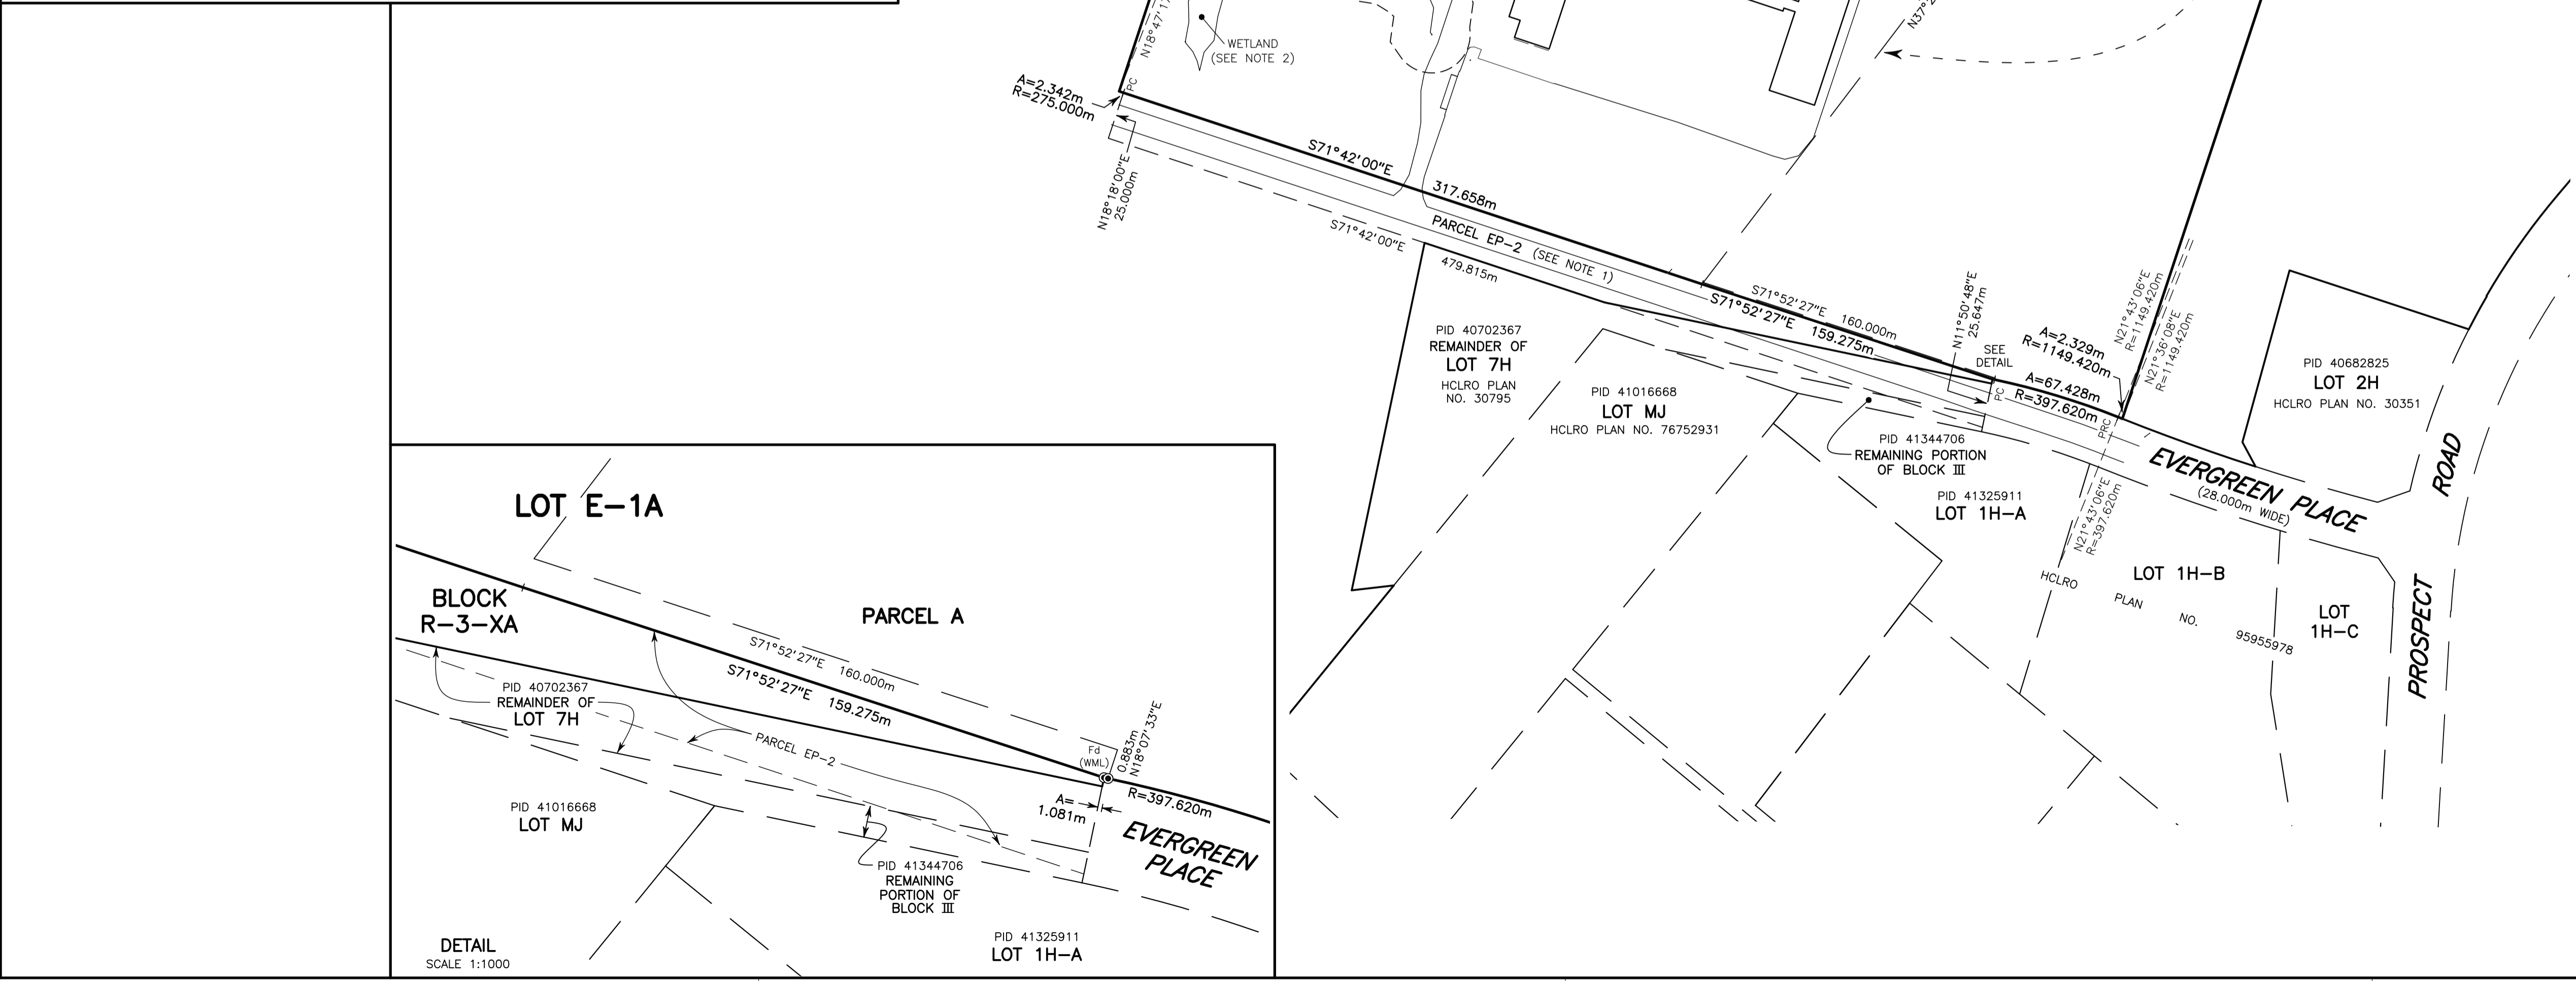 N18°47'1
WETLAND
(SEE NOTE 2)
N37°2
A=2.342m
R=275.000m
PC
N18°18'00"E
25.000m
S71°42'00"E
317.658m
PARCEL EP-2 (SEE NOTE 1)
S71°42'00"E
479.815m
S71°52'27"E 160.000m
S71°52'27"E 159.275m
N11°50'48"E
25.647m
SEE
DETAIL
PC
A=2.329m
R=1149.420m
A=67.428m
R=397.620m
N21°43'06"E
R=1149.420m
N21°36'08"E
R=1149.420m
PRC
N21°43'06"E
R=397.620m
PID 40702367
REMAINDER OF
LOT 7H
HCLRO PLAN
NO. 30795
PID 41016668
LOT MJ
HCLRO PLAN NO. 76752931
PID 41344706
REMAINING PORTION
OF BLOCK III
PID 41325911
LOT 1H-A
PID 40682825
LOT 2H
HCLRO PLAN NO. 30351
EVERGREEN PLACE
(28.000m WIDE)
PROSPECT ROAD
LOT 1H-B
HCLRO PLAN NO. 95955978
LOT
1H-C
LOT E-1A
BLOCK
R-3-XA
PARCEL A
S71°52'27"E 160.000m
S71°52'27"E 159.275m
PID 40702367
REMAINDER OF
LOT 7H
PARCEL EP-2
Fd
(WML)
0.883m
N18°07'33"E
A=
1.081m
R=397.620m
EVERGREEN
PLACE
PID 41016668
LOT MJ
PID 41344706
REMAINING
PORTION OF
BLOCK III
PID 41325911
LOT 1H-A
DETAIL
SCALE 1:1000